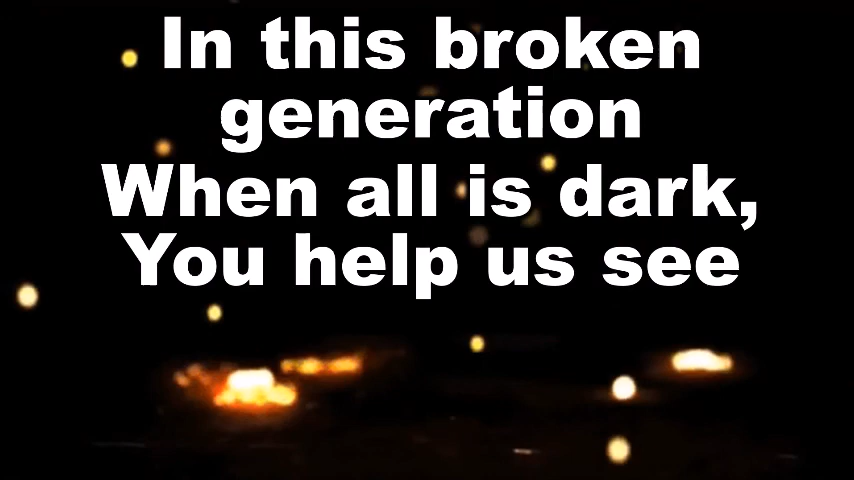 In this broken
generation
When all is dark,
You help us see